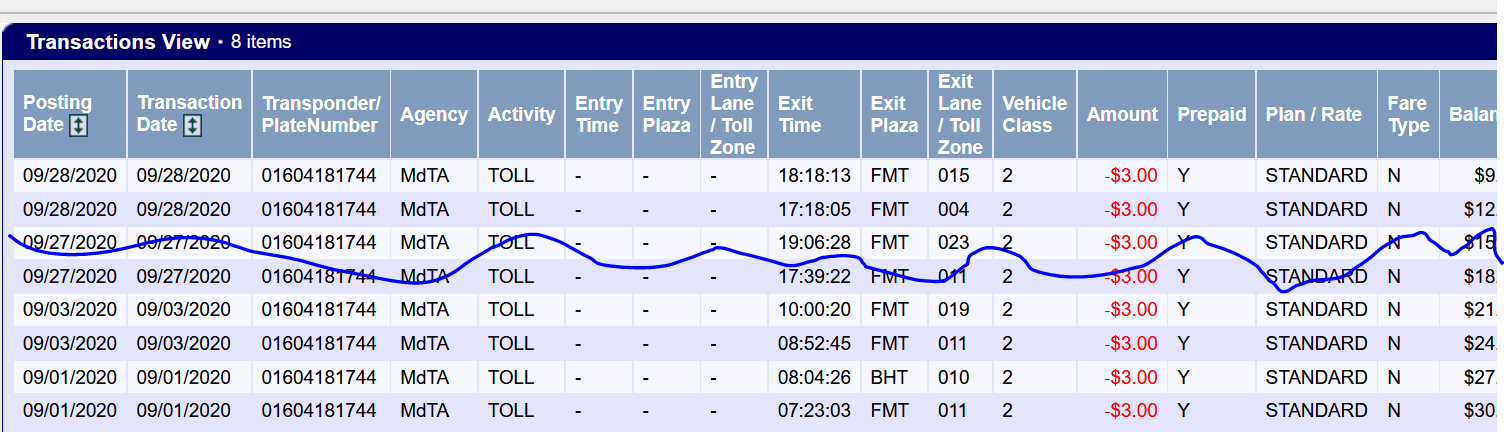 Transactions View · 8 items
Posting Date Transaction Date Transponder/ PlateNumber Agency Activity Entry Time Entry Plaza Entry Lane / Toll Zone Exit Time Exit Plaza Exit Lane / Toll Zone Vehicle Class Amount Prepaid Plan / Rate Fare Type
09/28/2020 09/28/2020 01604181744 MdTA TOLL - - - 18:18:13 FMT 015 2 -$3.00 Y STANDARD N $9.
09/28/2020 09/28/2020 01604181744 MdTA TOLL - - - 17:18:05 FMT 004 2 -$3.00 Y STANDARD N $12.
09/27/2020 09/27/2020 01604181744 MdTA TOLL - - - 19:06:28 FMT 023 2 -$3.00 Y STANDARD N $15
09/27/2020 09/27/2020 01604181744 MdTA TOLL - - - 17:39:22 FMT 011 2 -$3.00 Y STANDARD N $18.
09/03/2020 09/03/2020 01604181744 MdTA TOLL - - - 10:00:20 FMT 019 2 -$3.00 Y STANDARD N $21.
09/03/2020 09/03/2020 01604181744 MdTA TOLL - - - 08:52:45 FMT 011 2 -$3.00 Y STANDARD N $24.
09/01/2020 09/01/2020 01604181744 MdTA TOLL - - - 08:04:26 BHT 010 2 -$3.00 Y STANDARD N $27.
09/01/2020 09/01/2020 01604181744 MdTA TOLL - - - 07:23:03 FMT 011 2 -$3.00 Y STANDARD N $30.